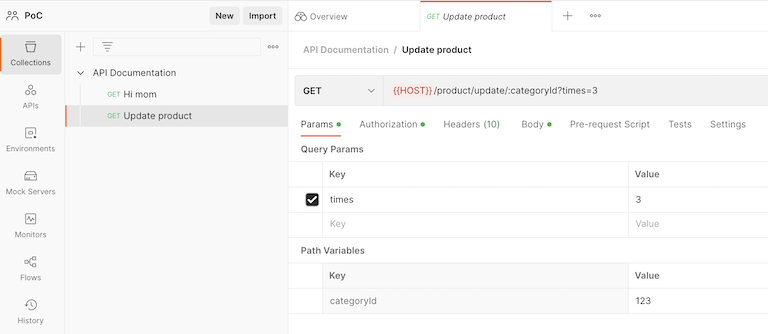 PoC New Import
Overview GET Update product
Collections
APIs
Environments
Mock Servers
Monitors
Flows
History
API Documentation
GET Hi mom
GET Update product
API Documentation / Update product
GET {{HOST}}/product/update/:categoryId?times=3
Params Authorization Headers (10) Body Pre-request Script Tests Settings
Query Params
Key Value
times 3
Key Value
Path Variables
Key Value
categoryId 123